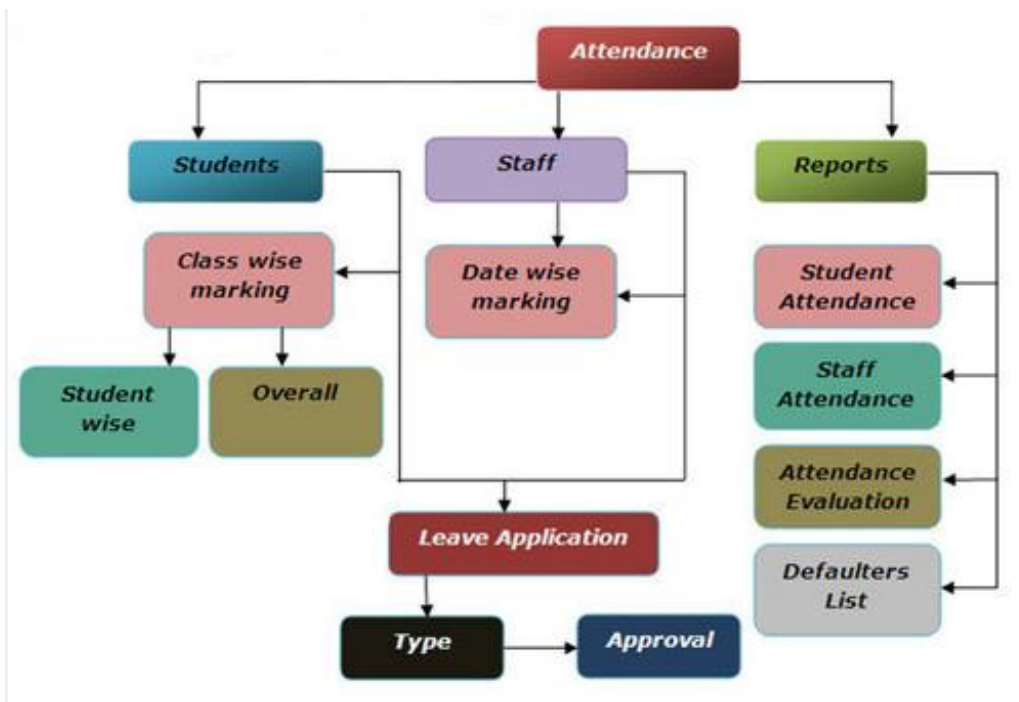 Attendance
Students
Staff
Reports
Class wise
marking
Date wise
marking
Student
Attendance
Student
wise
Overall
Staff
Attendance
Attendance
Evaluation
Leave Application
Defaulters
List
Type
Approval